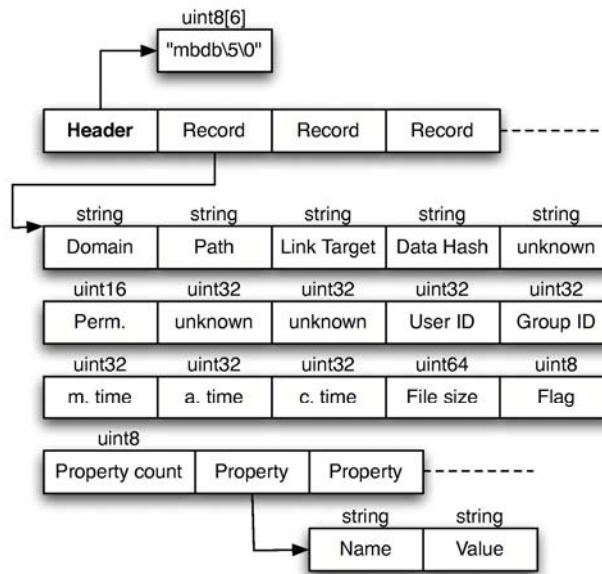 uint8[6]
"mbdb\5\0"
Header Record Record Record
string string string string string
Domain Path Link Target Data Hash unknown
uint16 uint32 uint32 uint32 uint32
Perm. unknown unknown User ID Group ID
uint32 uint32 uint32 uint64 uint8
m. time a. time c. time File size Flag
uint8
Property count Property Property
string string
Name Value